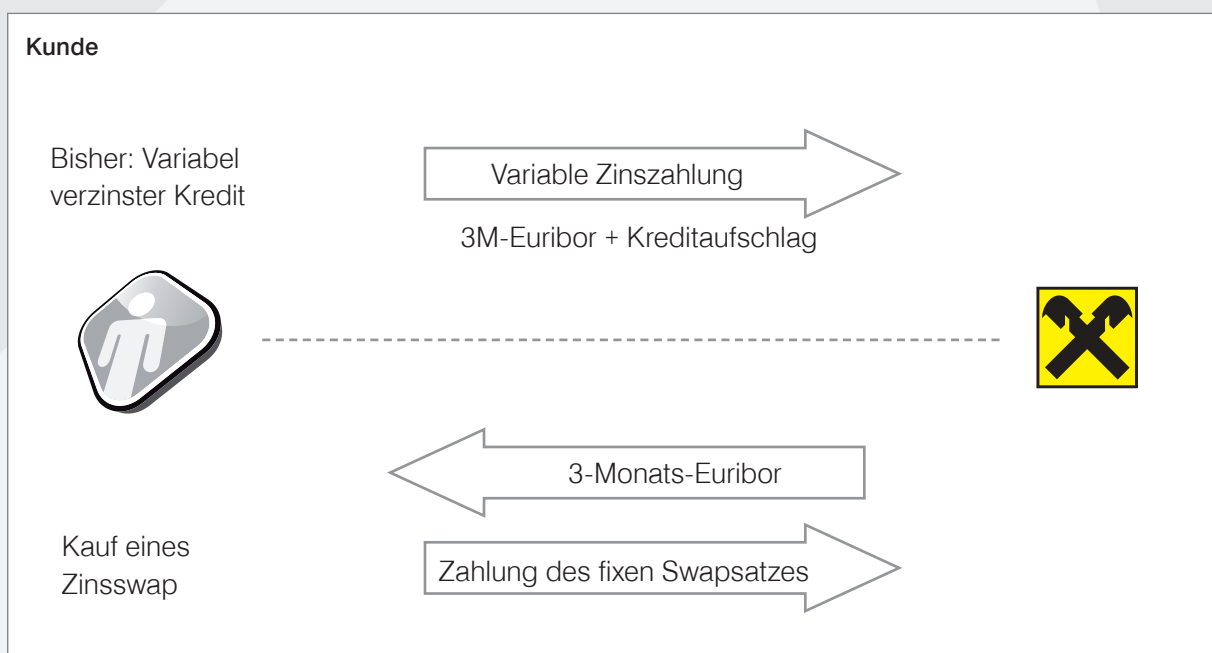 Kunde
Bisher: Variabel
verzinster Kredit
Variable Zinszahlung
3M-Euribor + Kreditaufschlag
3-Monats-Euribor
Kauf eines
Zinsswap
Zahlung des fixen Swapsatzes